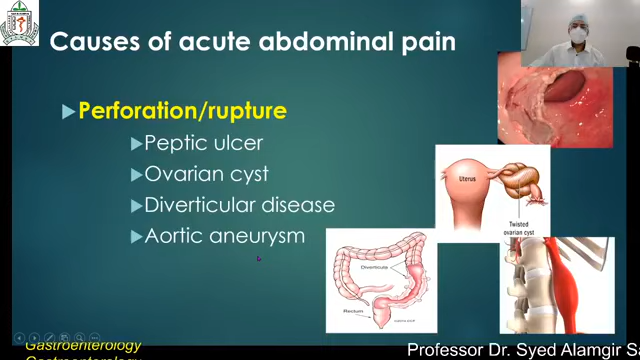 Causes of acute abdominal pain
Perforation/rupture
Peptic ulcer
Ovarian cyst
Diverticular disease
Aortic aneurysm
Uterus
Twisted
ovarian cyst
Diverticula
Rectum
Gastroenterology
Gastroenterology
Professor Dr. Syed Alamgir Sa